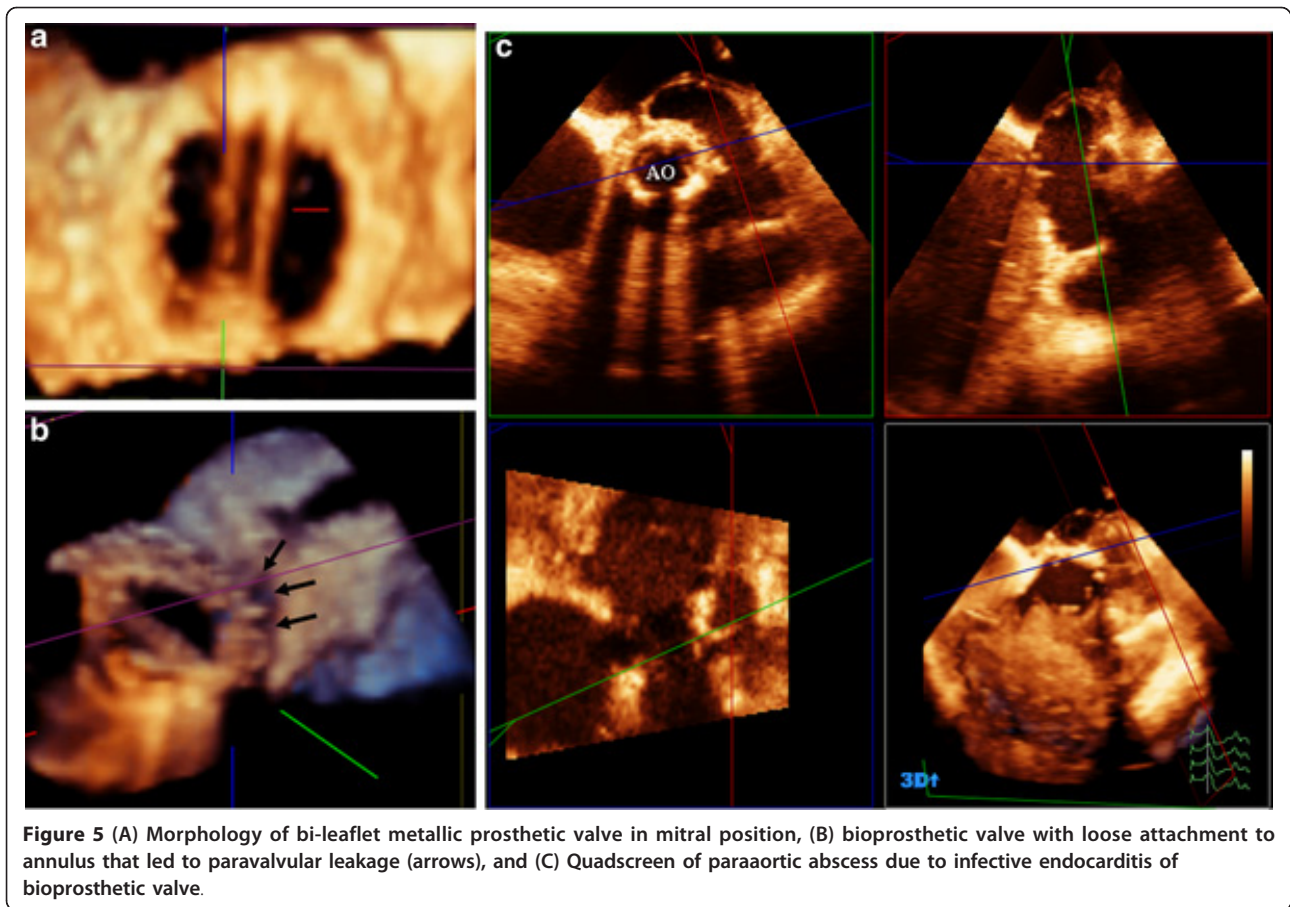 a
c
AO
b
3D↑
Figure 5 (A) Morphology of bi-leaflet metallic prosthetic valve in mitral position, (B) bioprosthetic valve with loose attachment to
annulus that led to paravalvular leakage (arrows), and (C) Quadscreen of paraaortic abscess due to infective endocarditis of
bioprosthetic valve.